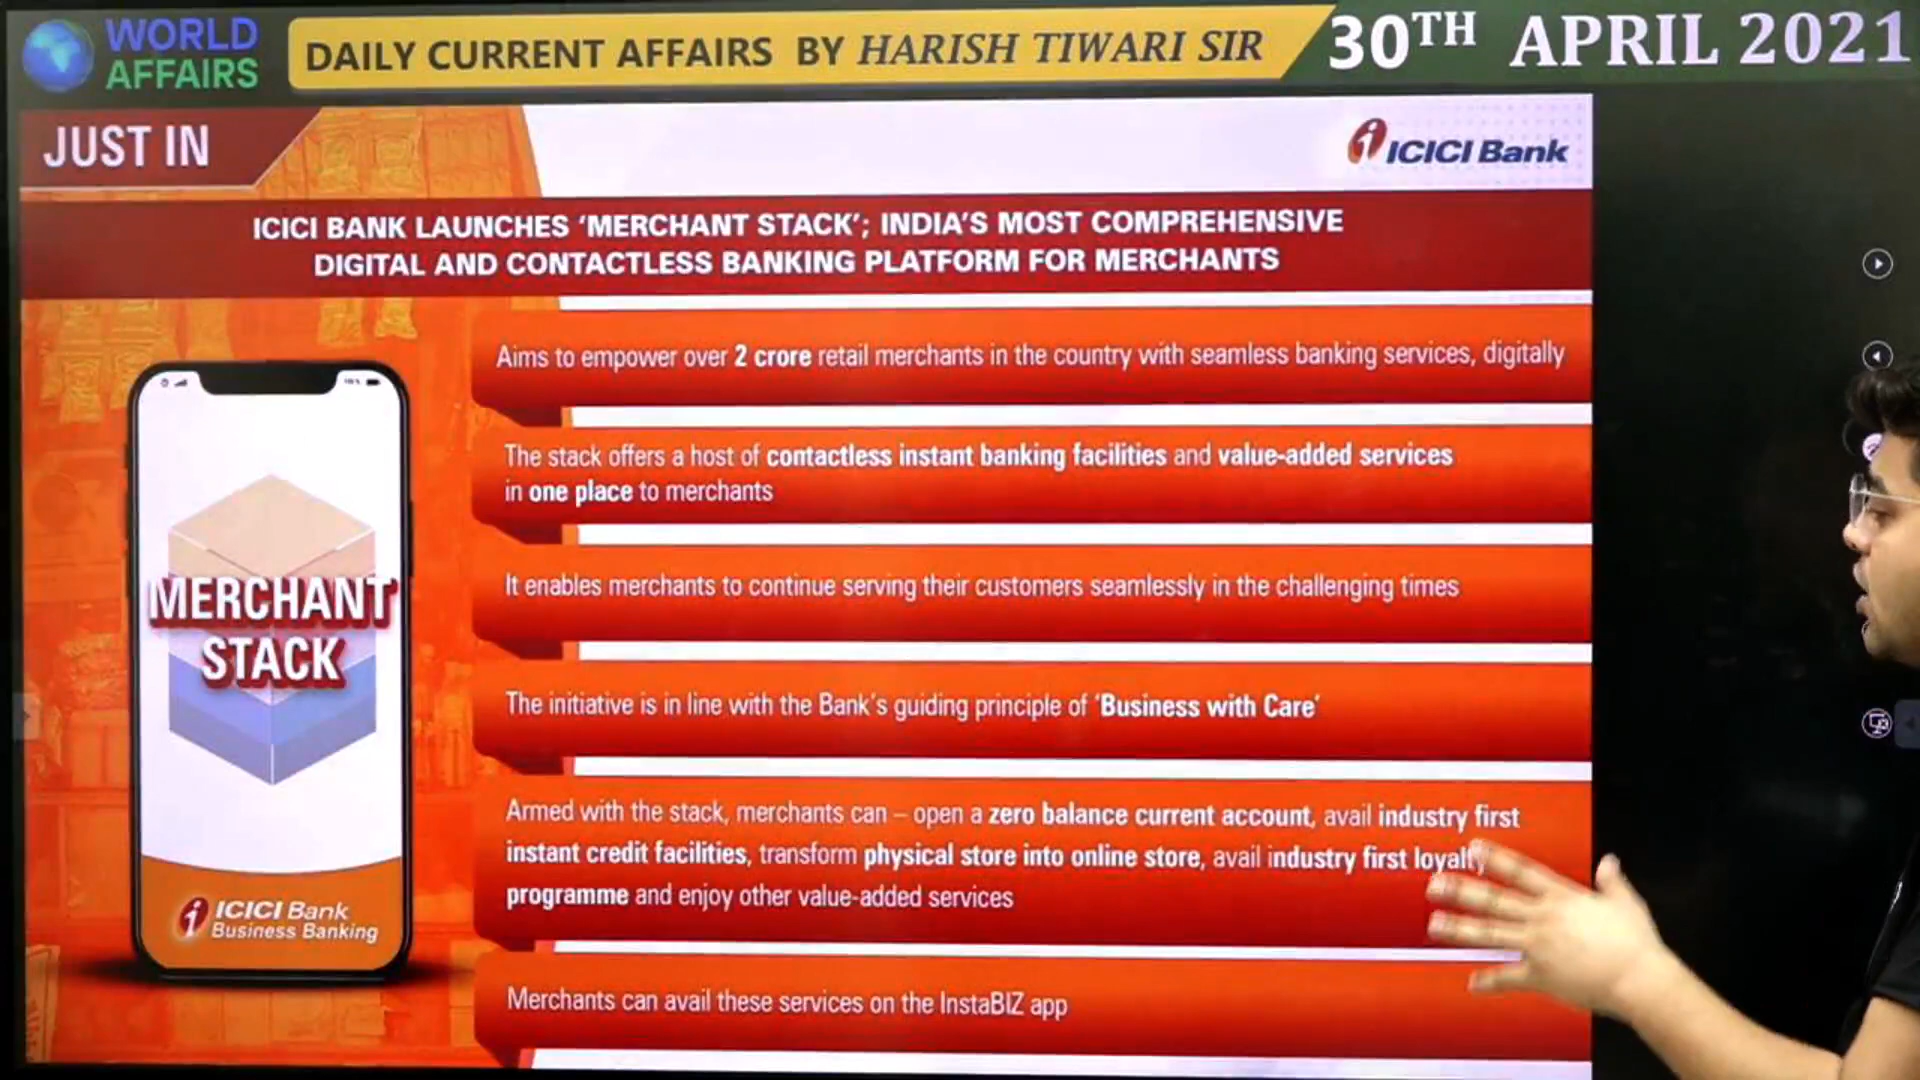 WORLD
AFFAIRS
DAILY CURRENT AFFAIRS BY HARISH TIWARI SIR
30TH APRIL 2021
JUST IN
ICICI Bank
ICICI BANK LAUNCHES ‘MERCHANT STACK’; INDIA’S MOST COMPREHENSIVE
DIGITAL AND CONTACTLESS BANKING PLATFORM FOR MERCHANTS
Aims to empower over 2 crore retail merchants in the country with seamless banking services, digitally
The stack offers a host of contactless instant banking facilities and value-added services
in one place to merchants
It enables merchants to continue serving their customers seamlessly in the challenging times
The initiative is in line with the Bank’s guiding principle of ‘Business with Care’
Armed with the stack, merchants can – open a zero balance current account, avail industry first
instant credit facilities, transform physical store into online store, avail industry first loyalty
programme and enjoy other value-added services
Merchants can avail these services on the InstaBIZ app
MERCHANT
STACK
ICICI Bank
Business Banking